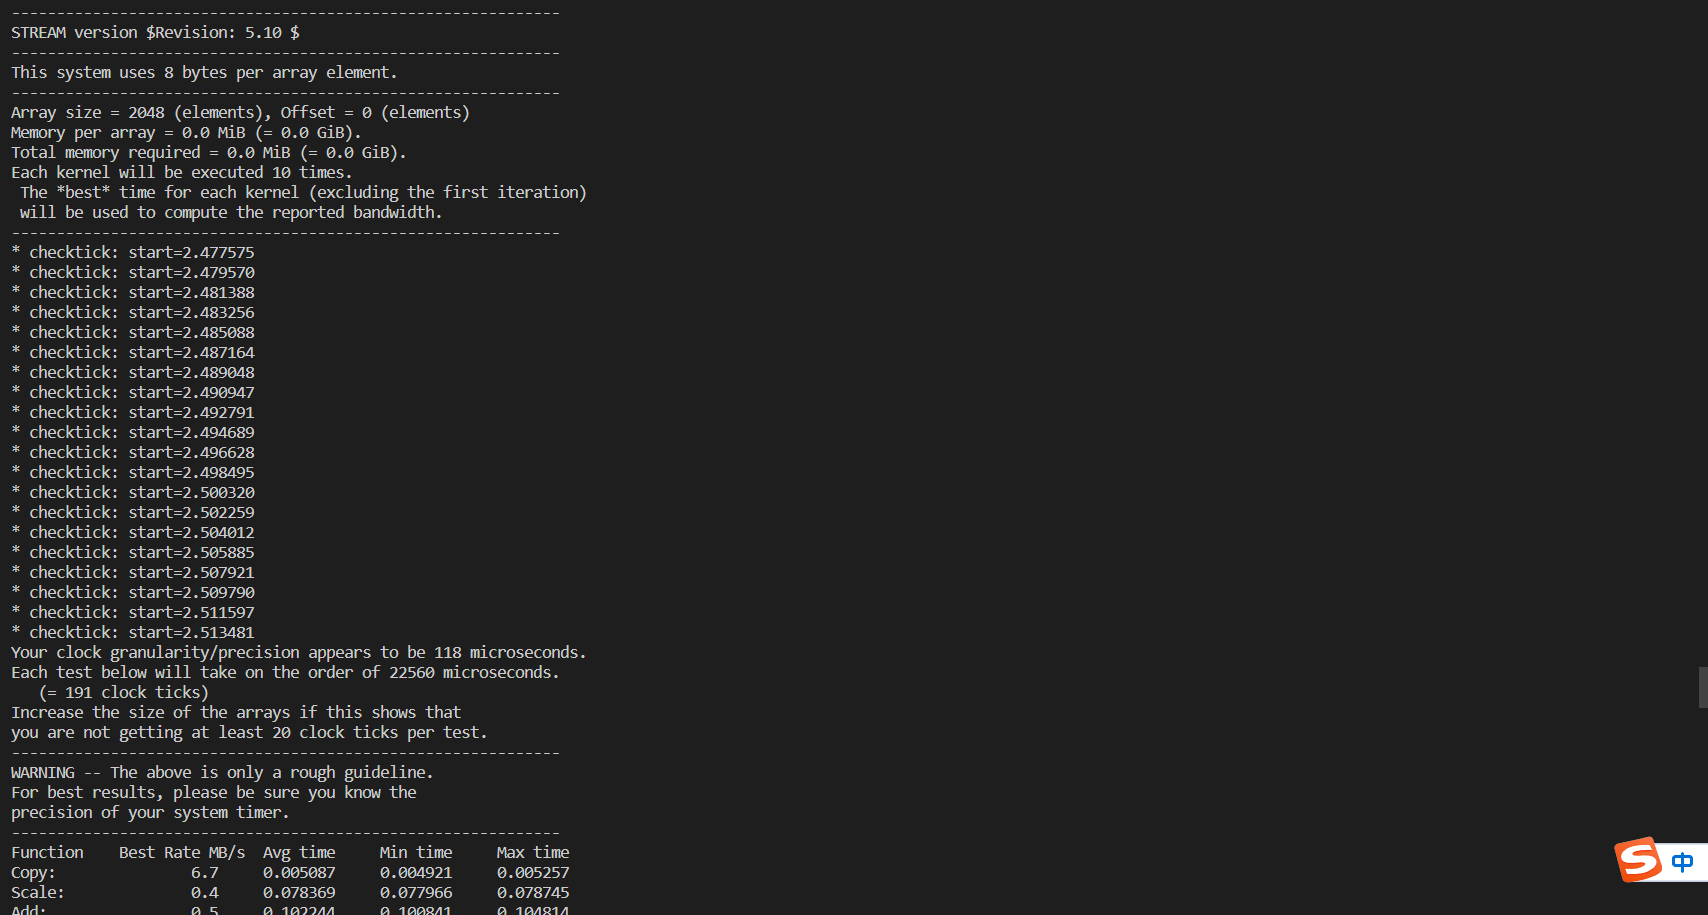 -------------------------------------------------------------
STREAM version $Revision: 5.10 $
-------------------------------------------------------------
This system uses 8 bytes per array element.
-------------------------------------------------------------
Array size = 2048 (elements), Offset = 0 (elements)
Memory per array = 0.0 MiB (= 0.0 GiB).
Total memory required = 0.0 MiB (= 0.0 GiB).
Each kernel will be executed 10 times.
 The *best* time for each kernel (excluding the first iteration)
 will be used to compute the reported bandwidth.
-------------------------------------------------------------
* checktick: start=2.477575
* checktick: start=2.479570
* checktick: start=2.481388
* checktick: start=2.483256
* checktick: start=2.485088
* checktick: start=2.487164
* checktick: start=2.489048
* checktick: start=2.490947
* checktick: start=2.492791
* checktick: start=2.494689
* checktick: start=2.496628
* checktick: start=2.498495
* checktick: start=2.500320
* checktick: start=2.502259
* checktick: start=2.504012
* checktick: start=2.505885
* checktick: start=2.507921
* checktick: start=2.509790
* checktick: start=2.511597
* checktick: start=2.513481
Your clock granularity/precision appears to be 118 microseconds.
Each test below will take on the order of 22560 microseconds.
   (= 191 clock ticks)
Increase the size of the arrays if this shows that
you are not getting at least 20 clock ticks per test.
-------------------------------------------------------------
WARNING -- The above is only a rough guideline.
For best results, please be sure you know the
precision of your system timer.
-------------------------------------------------------------
Function    Best Rate MB/s  Avg time     Min time     Max time
Copy:               6.7     0.005087     0.004921     0.005257
Scale:              0.4     0.078369     0.077966     0.078745
Add:                0.5     0.102244     0.100841     0.104814
S 中